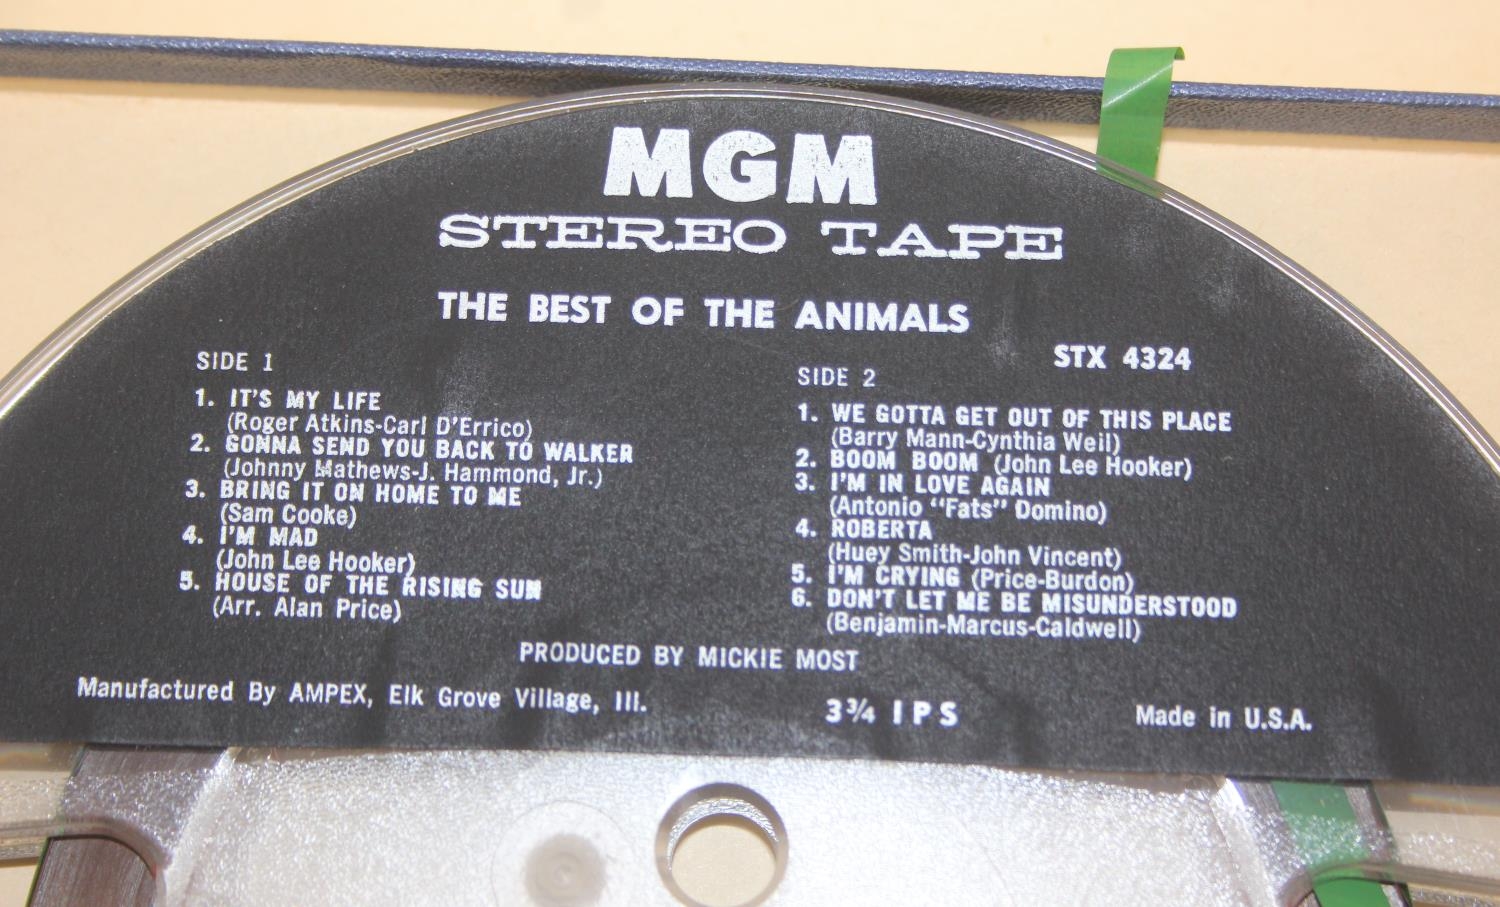 MGM
STEREO TAPE
THE BEST OF THE ANIMALS
STX 4324
SIDE 1
1. IT'S MY LIFE
(Roger Atkins-Carl D'Errico)
2. GONNA SEND YOU BACK TO WALKER
(Johnny Mathews-J. Hammond, Jr.)
3. BRING IT ON HOME TO ME
(Sam Cooke)
4. I'M MAD
(John Lee Hooker)
5. HOUSE OF THE RISING SUN
(Arr. Alan Price)
SIDE 2
1. WE GOTTA GET OUT OF THIS PLACE
(Barry Mann-Cynthia Weil)
2. BOOM BOOM (John Lee Hooker)
3. I'M IN LOVE AGAIN
(Antonio "Fats" Domino)
4. ROBERTA
(Huey Smith-John Vincent)
5. I'M CRYING (Price-Burdon)
6. DON'T LET ME BE MISUNDERSTOOD
(Benjamin-Marcus-Caldwell)
PRODUCED BY MICKIE MOST
Manufactured By AMPEX, Elk Grove Village, Ill.
3¾ IPS
Made in U.S.A.